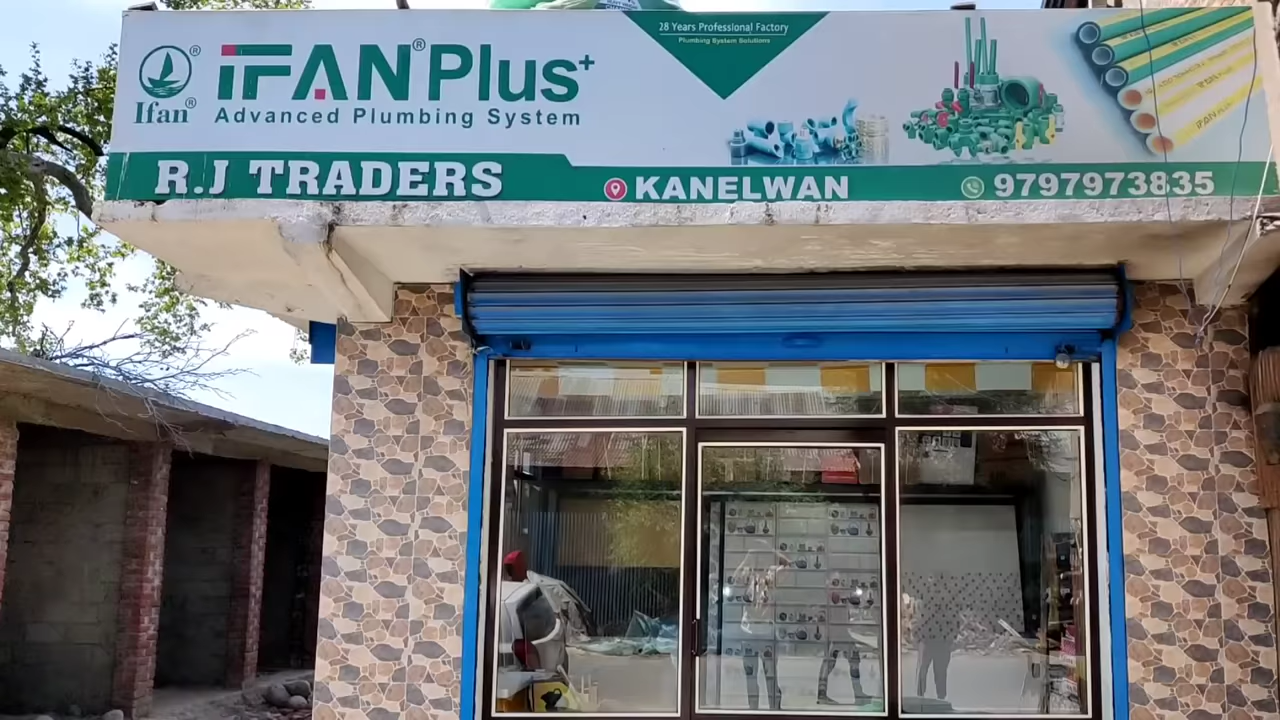 28 Years Professional Factory
Plumbing System Solutions
iFAN® Plus+
Ifan®
Advanced Plumbing System
R.J TRADERS
KANELWAN
9797973835